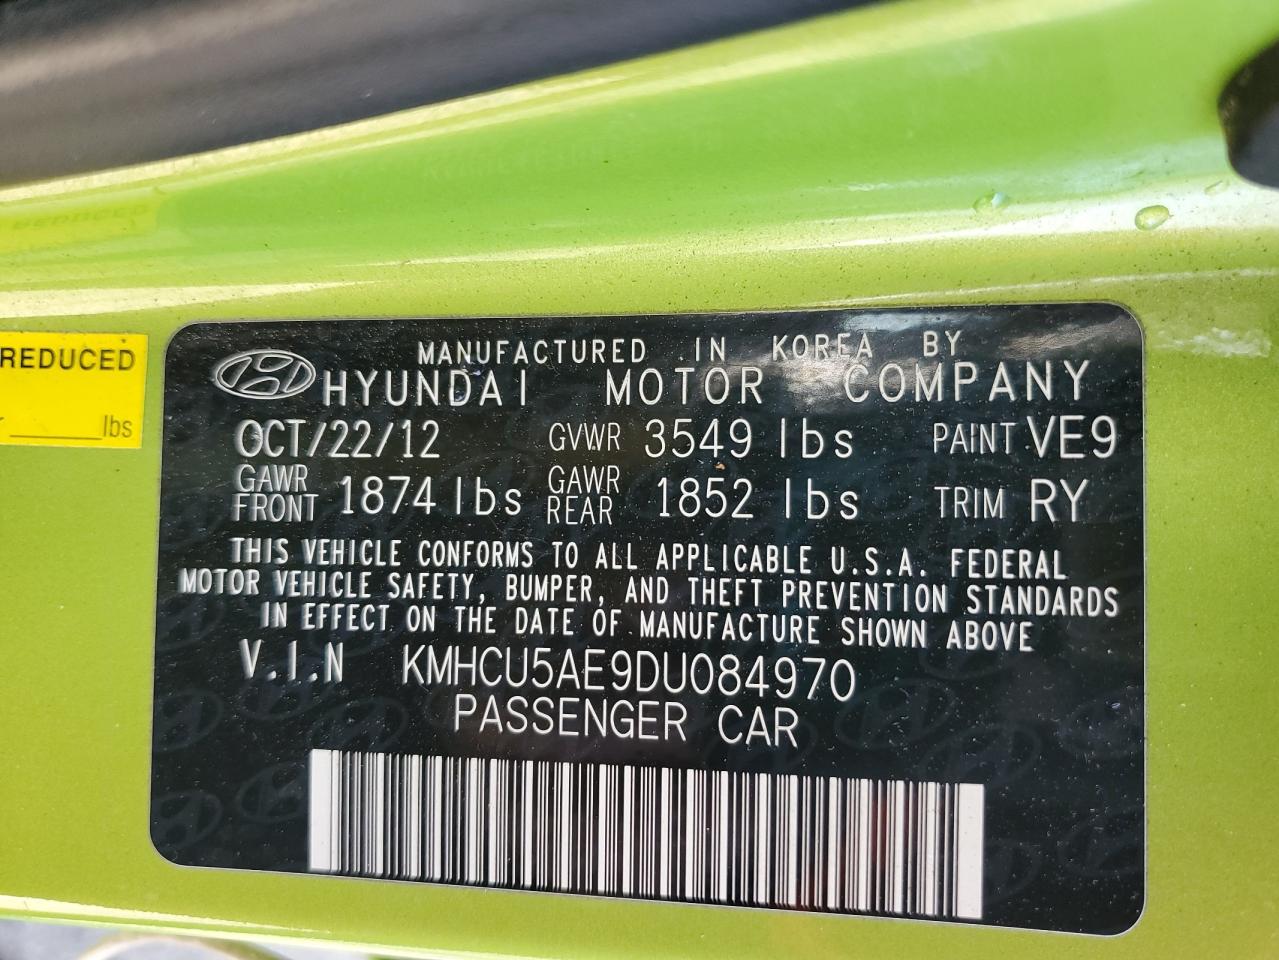 REDUCED
lbs
MANUFACTURED IN KOREA BY
HYUNDAI MOTOR COMPANY
OCT/22/12 GVWR 3549 lbs PAINT VE9
GAWR FRONT 1874 lbs GAWR REAR 1852 lbs TRIM RY
THIS VEHICLE CONFORMS TO ALL APPLICABLE U.S.A. FEDERAL
MOTOR VEHICLE SAFETY, BUMPER, AND THEFT PREVENTION STANDARDS
IN EFFECT ON THE DATE OF MANUFACTURE SHOWN ABOVE
V.I.N KMHCU5AE9DU084970
PASSENGER CAR